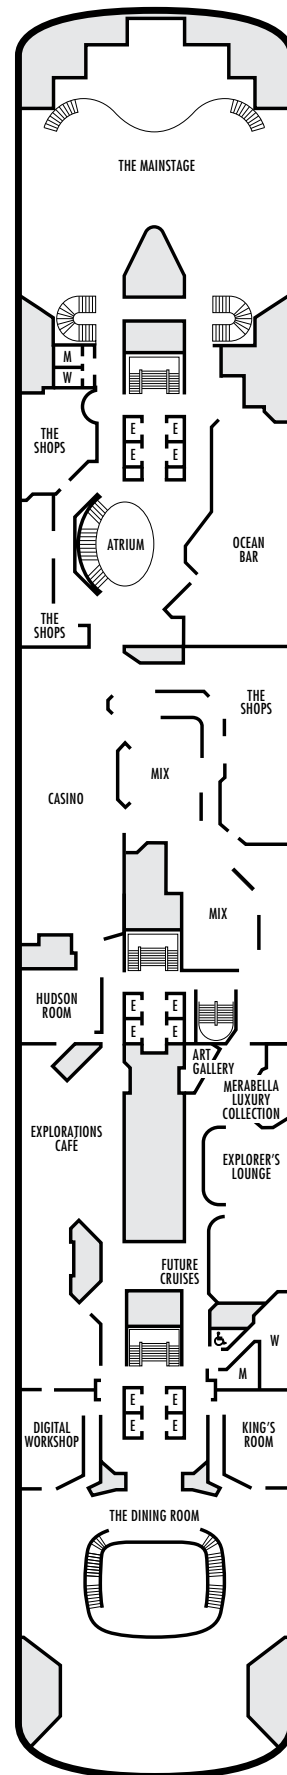 THE MAINSTAGE
M
W
E
E
E
E
THE
SHOPS
ATRIUM
OCEAN
BAR
THE
SHOPS
THE
SHOPS
MIX
CASINO
MIX
HUDSON
ROOM
E
E
E
E
ART
GALLERY
MERABELLA
LUXURY
COLLECTION
EXPLORATIONS
CAFÉ
EXPLORER'S
LOUNGE
FUTURE
CRUISES
W
M
E
E
E
E
DIGITAL
WORKSHOP
KING'S
ROOM
THE DINING ROOM